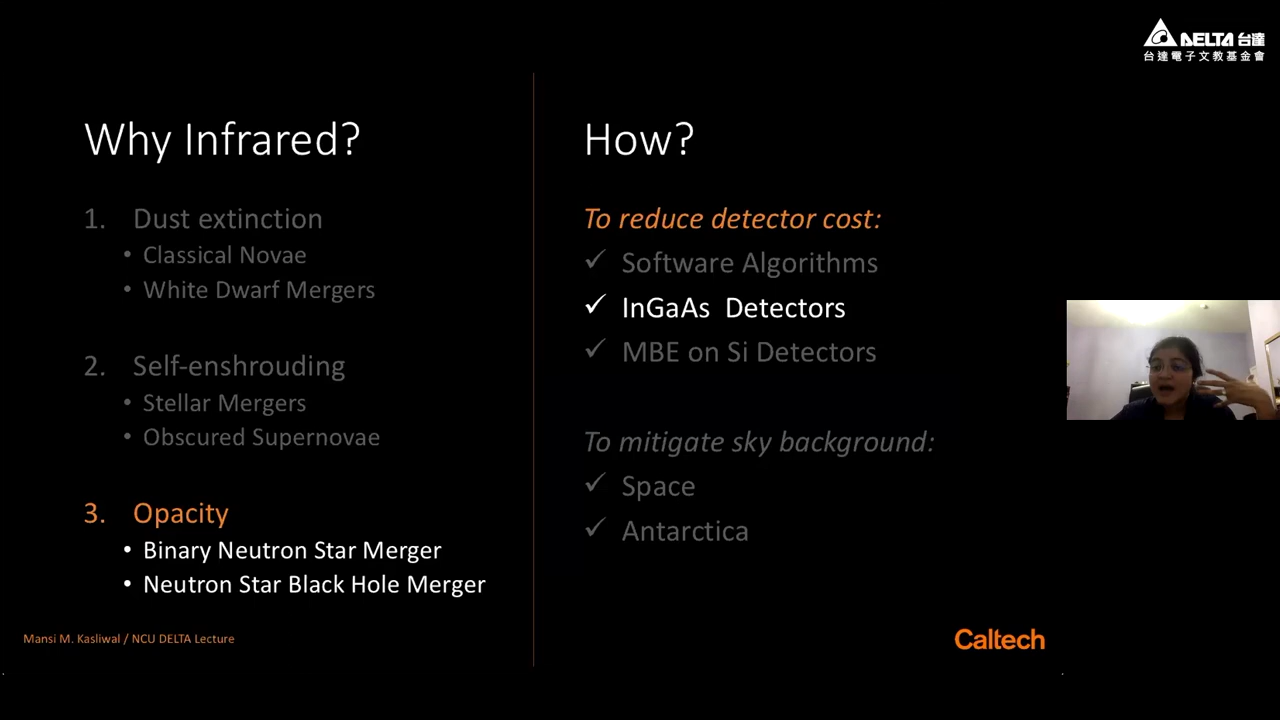 DELTA 台達
台達電子文教基金會
Why Infrared?
1. Dust extinction
• Classical Novae
• White Dwarf Mergers
2. Self-enshrouding
• Stellar Mergers
• Obscured Supernovae
3. Opacity
• Binary Neutron Star Merger
• Neutron Star Black Hole Merger
How?
To reduce detector cost:
✓ Software Algorithms
✓ InGaAs Detectors
✓ MBE on Si Detectors
To mitigate sky background:
✓ Space
✓ Antarctica
Mansi M. Kasliwal / NCU DELTA Lecture
Caltech